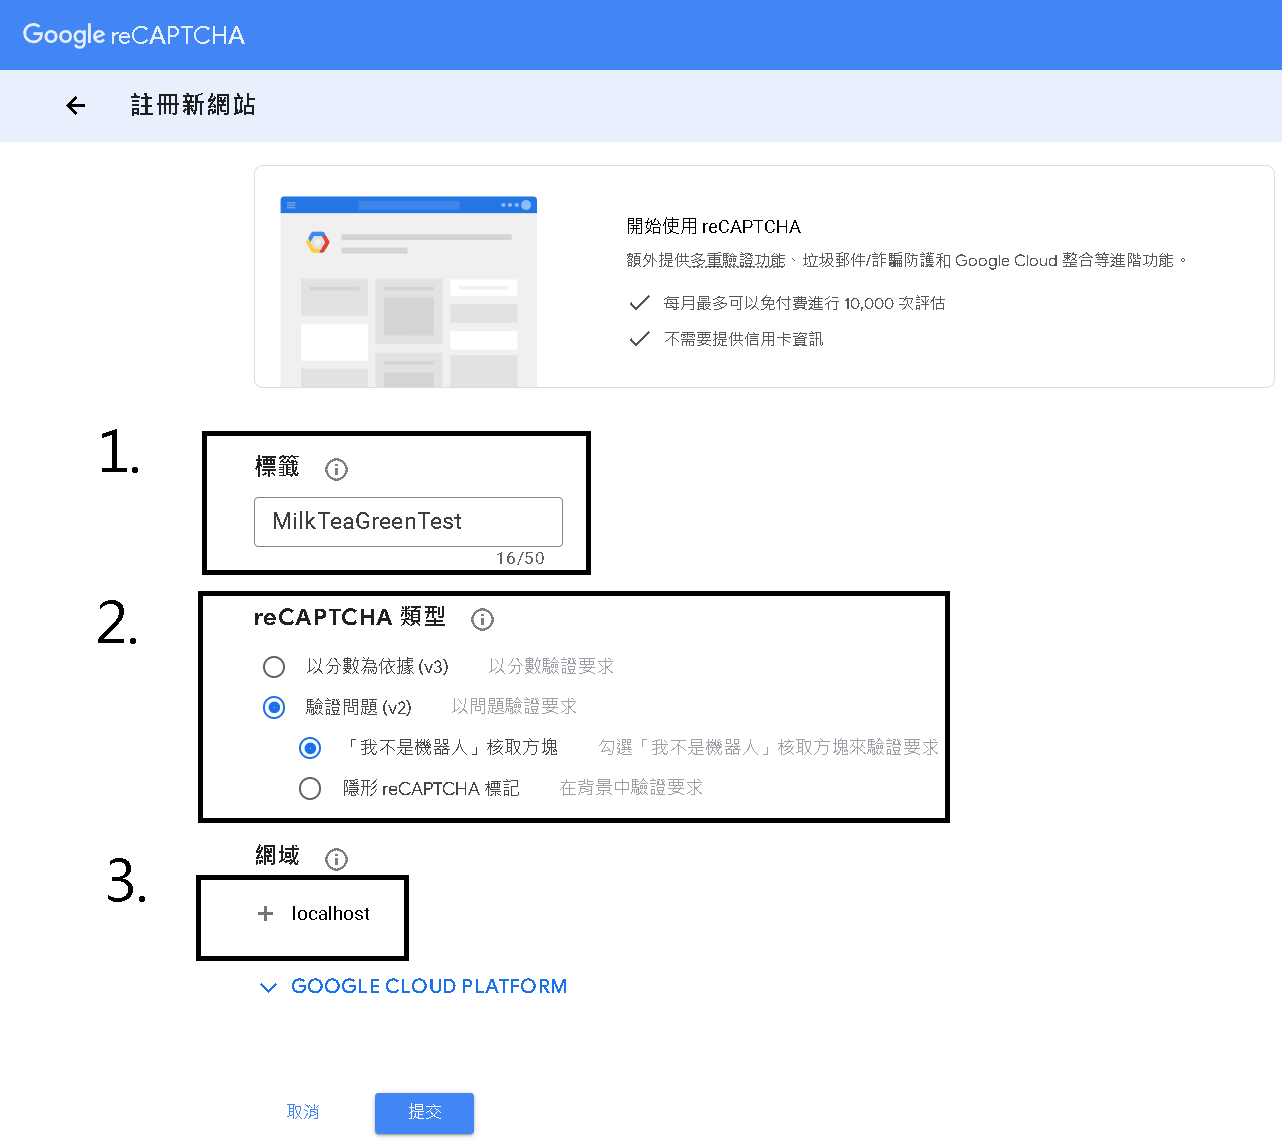 Google reCAPTCHA
註冊新網站
開始使用 reCAPTCHA
額外提供多重驗證功能、垃圾郵件/詐騙防護和 Google Cloud 整合等進階功能。
每月最多可以免付費進行 10,000 次評估
不需要提供信用卡資訊
1.
標籤
MilkTeaGreenTest
16/50
2.
reCAPTCHA 類型
以分數為依據 (v3) 以分數驗證要求
驗證問題 (v2) 以問題驗證要求
「我不是機器人」核取方塊 勾選「我不是機器人」核取方塊來驗證要求
隱形 reCAPTCHA 標記 在背景中驗證要求
網域
3.
+ localhost
GOOGLE CLOUD PLATFORM
取消 提交